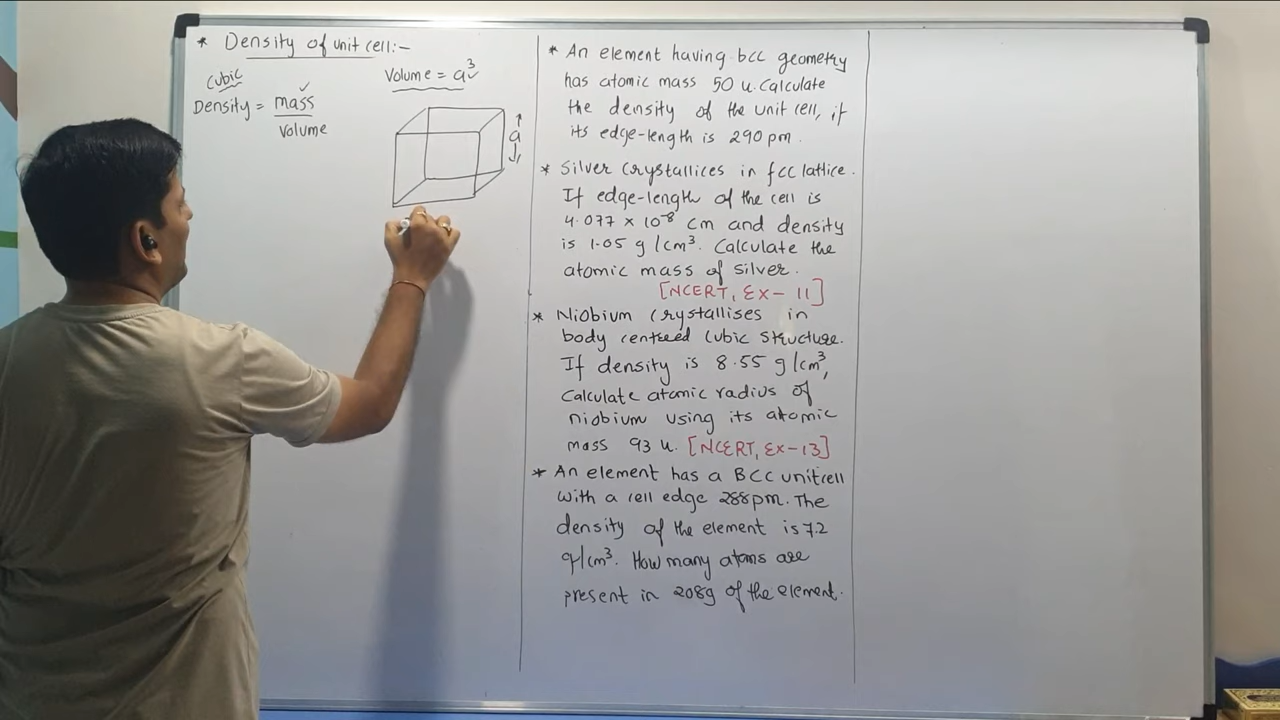 * Density of unit cell:-
Cubic
Density = mass
volume
Volume = a³
a
* An element having bcc geometry
has atomic mass 50 u. Calculate
the density of the unit cell, if
its edge-length is 290 pm.
* Silver Crystallices in fcc lattice.
If edge-length of the cell is
4.077 × 10⁻⁸ cm and density
is 1.05 g/cm³. Calculate the
atomic mass of silver.
[NCERT, Ex-11]
* Niobium Crystallises in
body centred Cubic Structure.
If density is 8.55 g/cm³,
Calculate atomic radius of
niobium using its atomic
mass 93 u. [NCERT, Ex-13]
* An element has a BCC unitcell
with a cell edge 288pm. The
density of the element is 7.2
g/cm³. How many atoms are
present in 208g of the element.